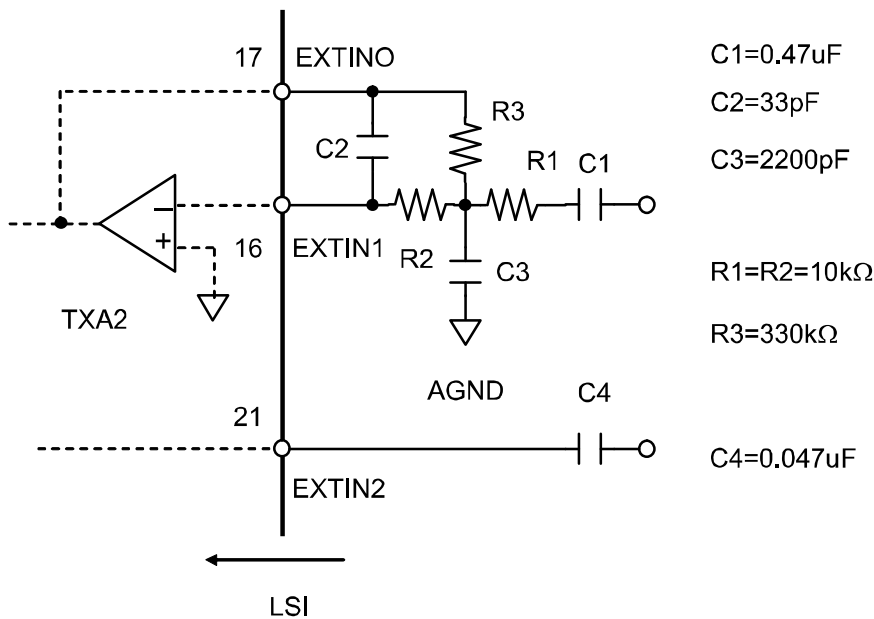 17 EXTINO
C1=0.47uF
R3
C2=33pF
C2
R1 C1
C3=2200pF
−
+
16 EXTIN1
R2 C3
R1=R2=10kΩ
TXA2
R3=330kΩ
AGND C4
21
C4=0.047uF
EXTIN2
LSI